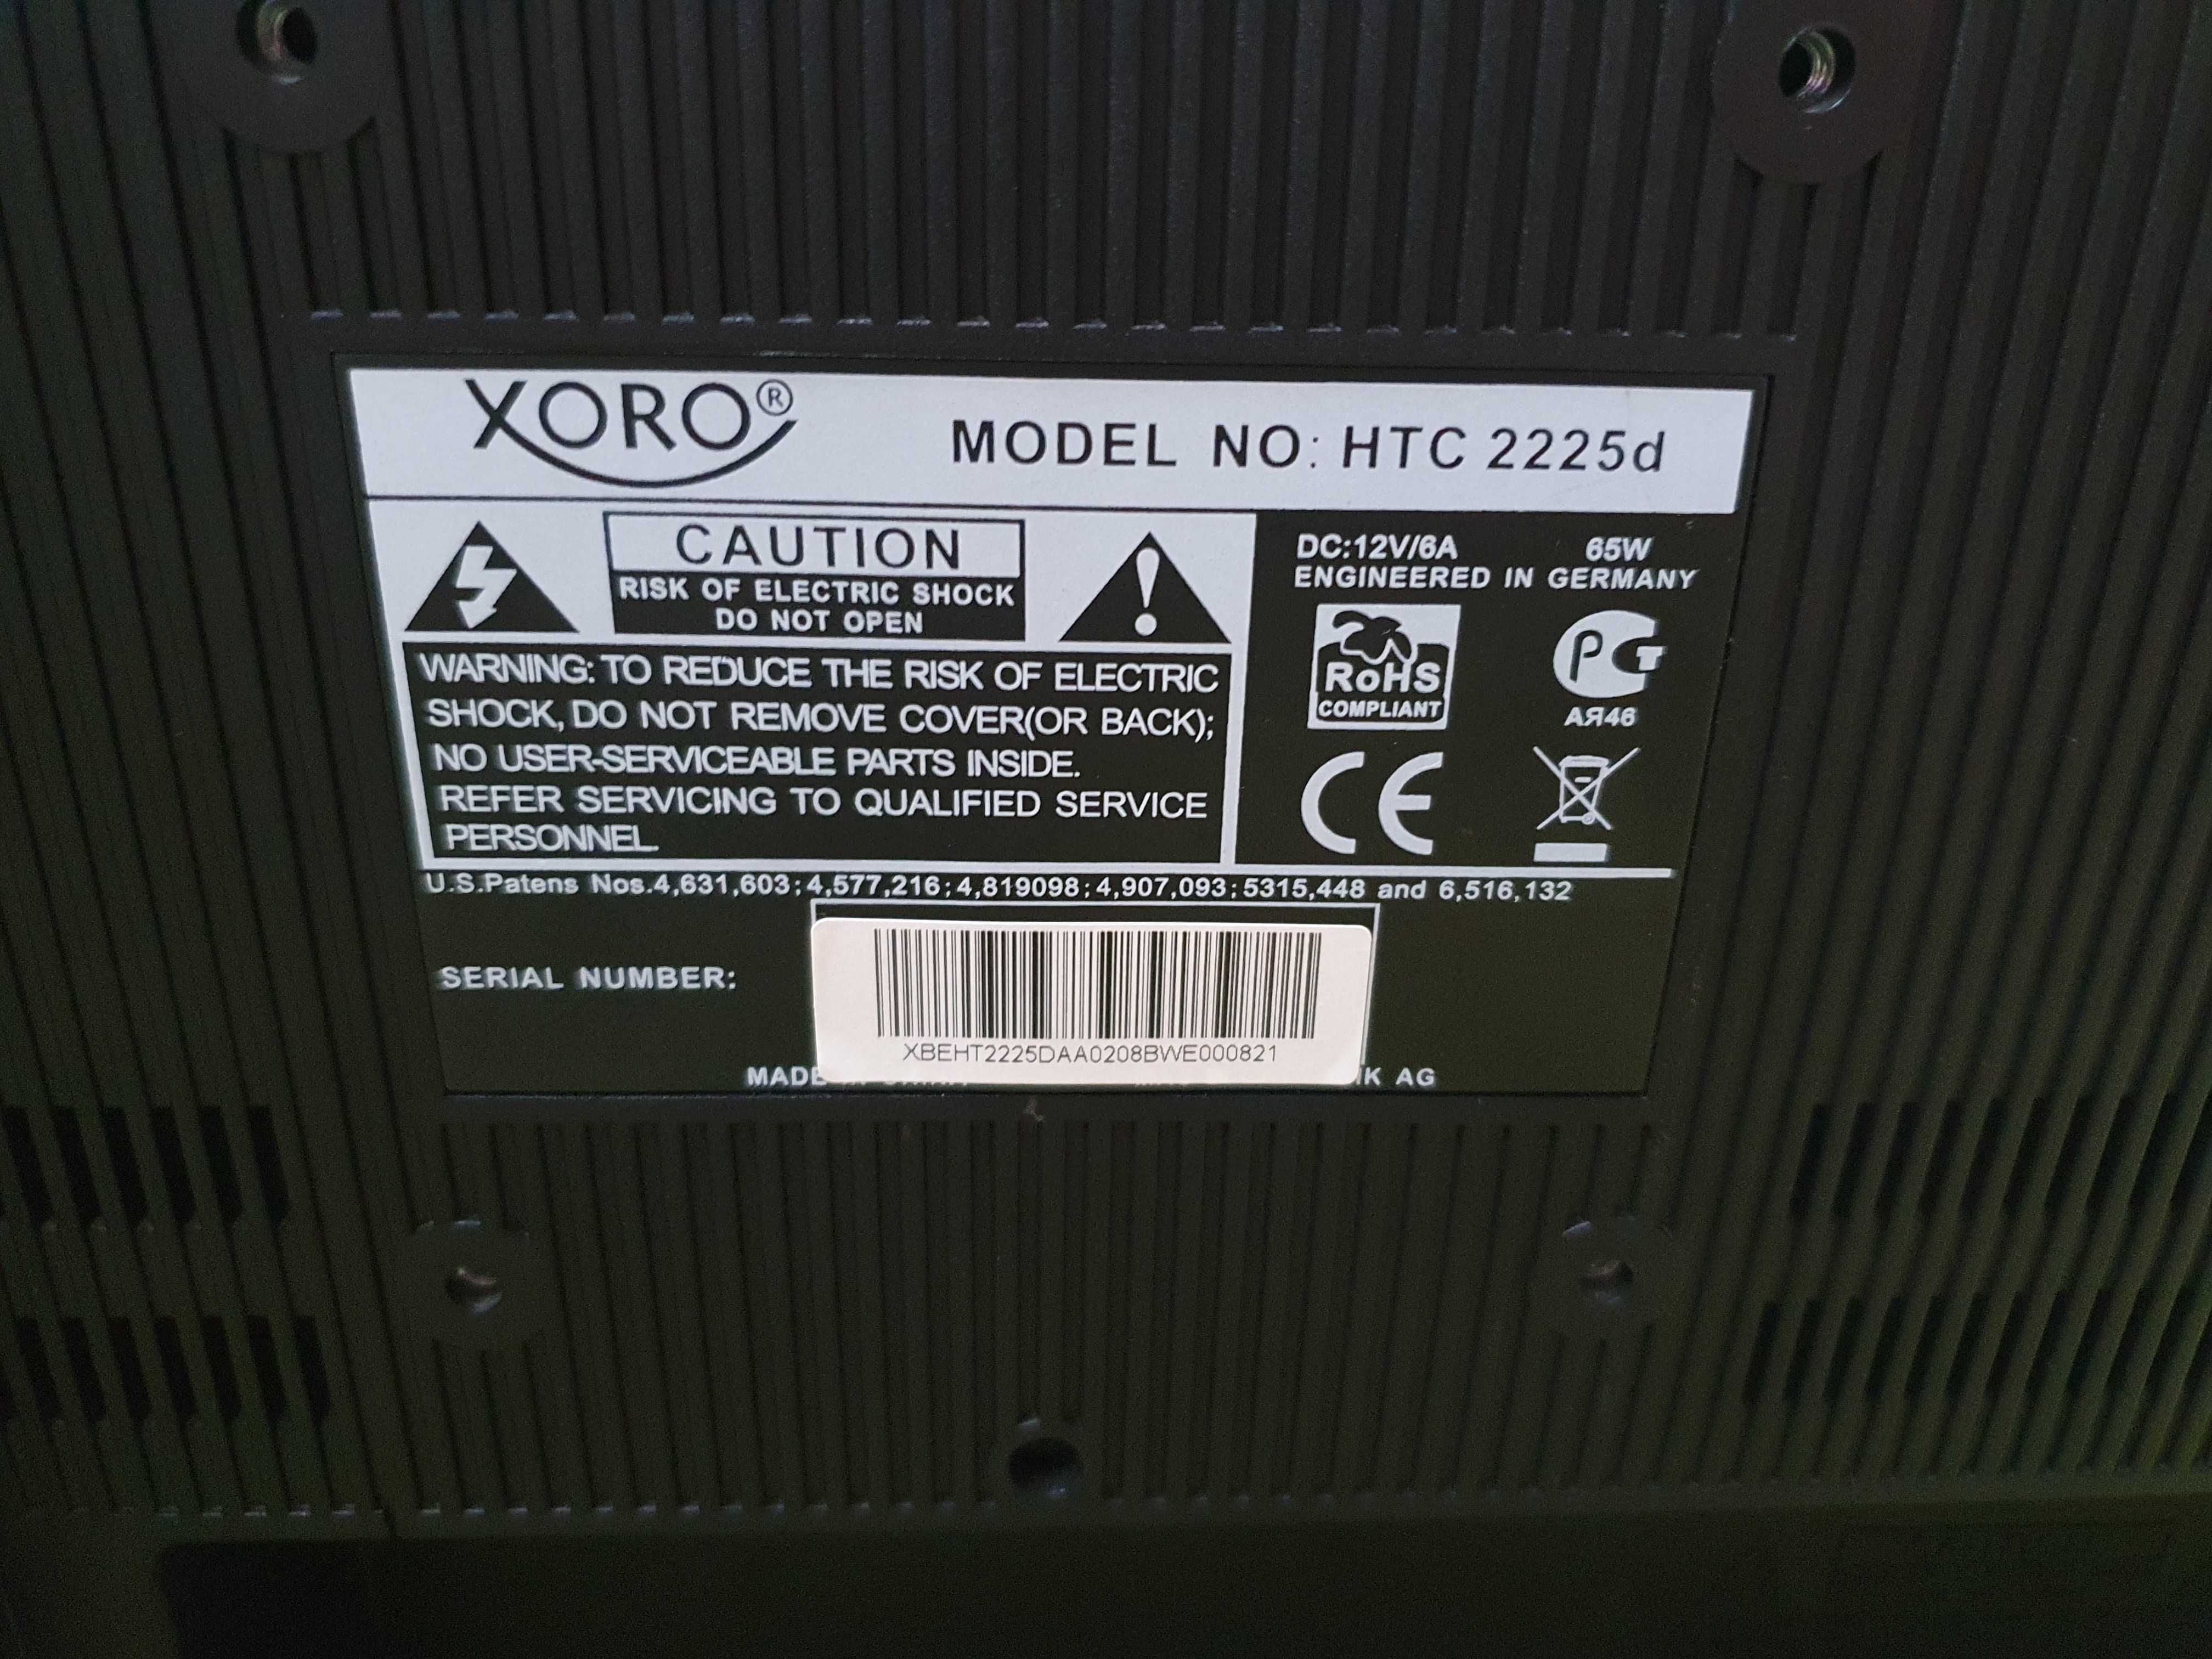 XORO®
MODEL NO: HTC 2225d
CAUTION
RISK OF ELECTRIC SHOCK
DO NOT OPEN
WARNING: TO REDUCE THE RISK OF ELECTRIC
SHOCK, DO NOT REMOVE COVER(OR BACK);
NO USER-SERVICEABLE PARTS INSIDE.
REFER SERVICING TO QUALIFIED SERVICE
PERSONNEL.
DC:12V/6A 65W
ENGINEERED IN GERMANY
RoHS
COMPLIANT
PG
АЯ46
CE
U.S.Patens Nos.4,631,603;4,577,216;4,819098;4,907,093;5315,448 and 6,516,132
SERIAL NUMBER:
XBEHT2225DAA0208BWE000821
MADE AG